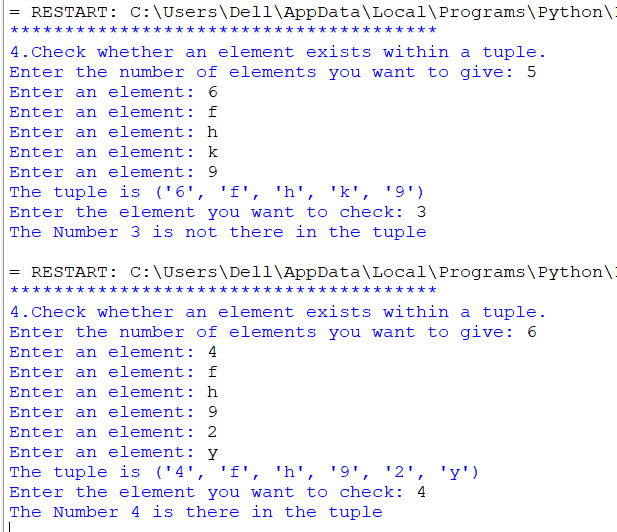 = RESTART: C:\Users\Dell\AppData\Local\Programs\Python\
***************************************
4.Check whether an element exists within a tuple.
Enter the number of elements you want to give: 5
Enter an element: 6
Enter an element: f
Enter an element: h
Enter an element: k
Enter an element: 9
The tuple is ('6', 'f', 'h', 'k', '9')
Enter the element you want to check: 3
The Number 3 is not there in the tuple
= RESTART: C:\Users\Dell\AppData\Local\Programs\Python\
***************************************
4.Check whether an element exists within a tuple.
Enter the number of elements you want to give: 6
Enter an element: 4
Enter an element: f
Enter an element: h
Enter an element: 9
Enter an element: 2
Enter an element: y
The tuple is ('4', 'f', 'h', '9', '2', 'y')
Enter the element you want to check: 4
The Number 4 is there in the tuple